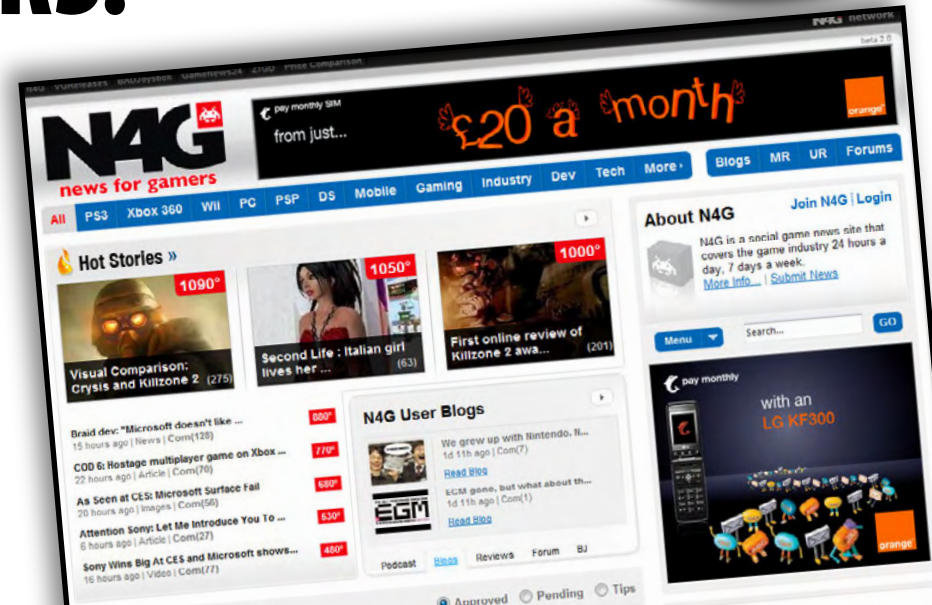 N4G network
beta 2.0
N4G VGReleases BADJoystick Gamenews24 Price Comparison
N4G
news for gamers
pay monthly SIM
from just...
£20 a month
orange
All PS3 Xbox 360 Wii PC PSP DS Mobile Gaming Industry Dev Tech More
Blogs MR UR Forums
Hot Stories »
1090°
Visual Comparison:
Crysis and Killzone 2 (275)
1050°
Second Life : Italian girl
lives her ... (63)
1000°
First online review of
Killzone 2 awa... (201)
About N4G
Join N4G | Login
N4G is a social game news site that
covers the game industry 24 hours a
day, 7 days a week.
More Info... | Submit News
Menu Search... GO
Braid dev: "Microsoft doesn't like ... 880°
15 hours ago | News | Com(128)
COD 6: Hostage multiplayer game on Xbox ... 770°
22 hours ago | Article | Com(70)
As Seen at CES: Microsoft Surface Fail 680°
20 hours ago | Images | Com(56)
Attention Sony: Let Me Introduce You To ... 630°
6 hours ago | Article | Com(27)
Sony Wins Big At CES and Microsoft shows... 480°
16 hours ago | Video | Com(77)
N4G User Blogs
We grew up with Nintendo. N...
1d 11h ago | Com(7)
Read Blog
EGM
EGM gone, but what about th...
1d 11h ago | Com(1)
Read Blog
Podcast Blogs Reviews Forum BJ
Approved Pending Tips
pay monthly
with an
LG KF300
orange